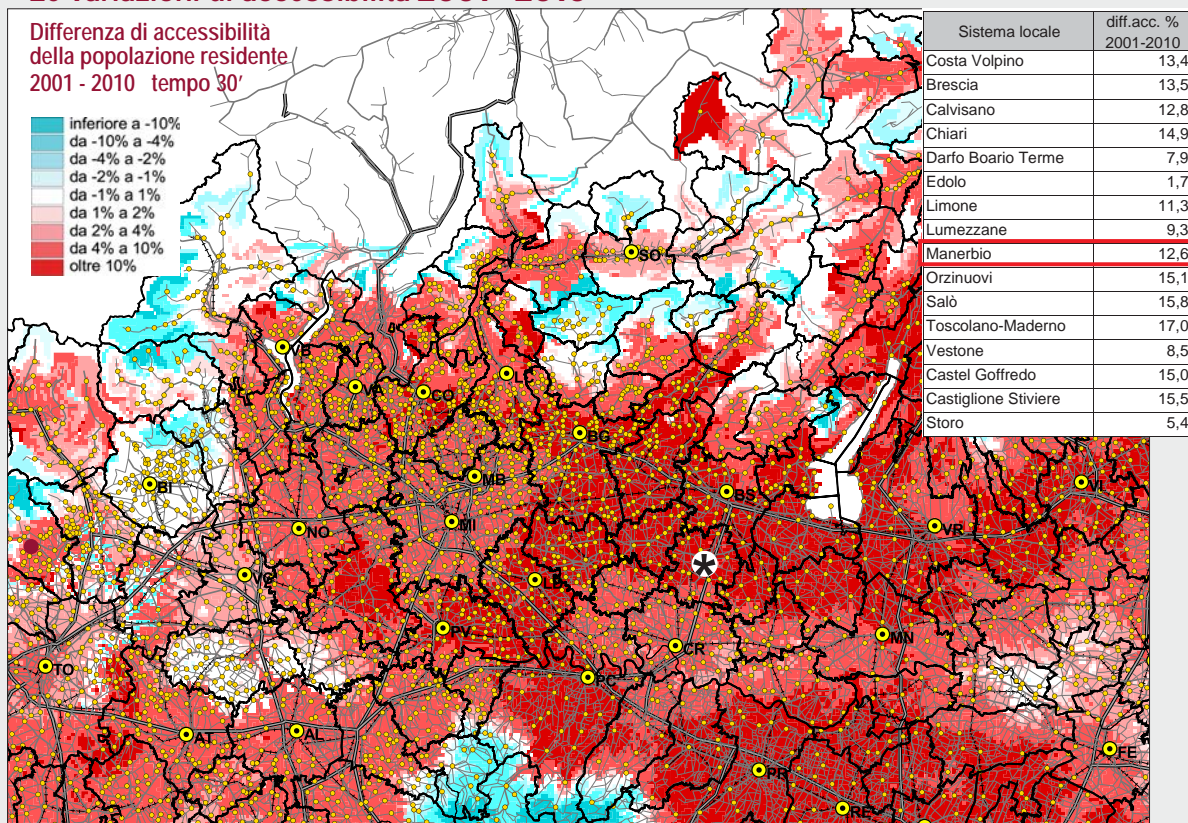 variazioni di accessibilità 2001 - 2010
Differenza di accessibilità
della popolazione residente
2001 - 2010 tempo 30'
inferiore a -10%
da -10% a -4%
da -4% a -2%
da -2% a -1%
da -1% a 1%
da 1% a 2%
da 2% a 4%
da 4% a 10%
oltre 10%
Sistema locale diff.acc. % 2001-2010
Costa Volpino 13,4
Brescia 13,5
Calvisano 12,8
Chiari 14,9
Darfo Boario Terme 7,9
Edolo 1,7
Limone 11,3
Lumezzane 9,3
Manerbio 12,6
Orzinuovi 15,1
Salò 15,8
Toscolano-Maderno 17,0
Vestone 8,5
Castel Goffredo 15,0
Castiglione Stiviere 15,5
Storo 5,4
SO
VB
CO
BG
MB
BI
BS
VI
MI
NO
VR
VC
PV
MN
CR
TO
AT
AL
FE
PR
RE
*